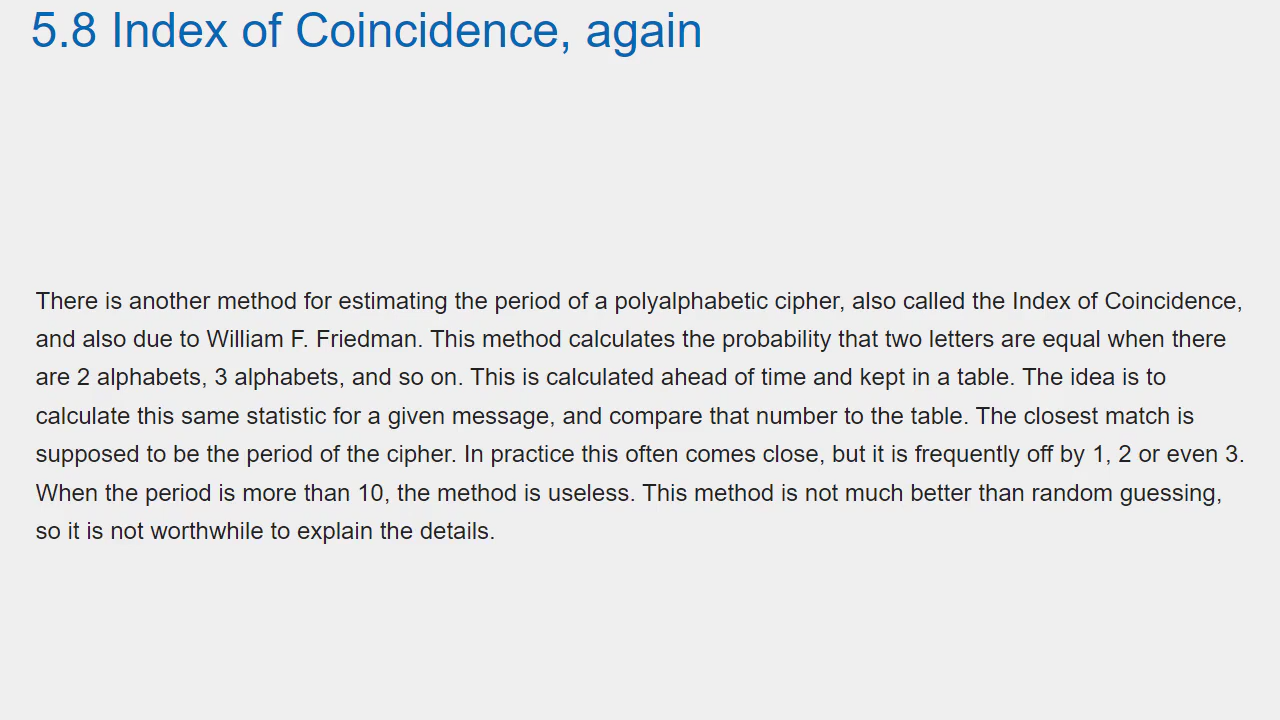 5.8 Index of Coincidence, again
There is another method for estimating the period of a polyalphabetic cipher, also called the Index of Coincidence,
and also due to William F. Friedman. This method calculates the probability that two letters are equal when there
are 2 alphabets, 3 alphabets, and so on. This is calculated ahead of time and kept in a table. The idea is to
calculate this same statistic for a given message, and compare that number to the table. The closest match is
supposed to be the period of the cipher. In practice this often comes close, but it is frequently off by 1, 2 or even 3.
When the period is more than 10, the method is useless. This method is not much better than random guessing,
so it is not worthwhile to explain the details.